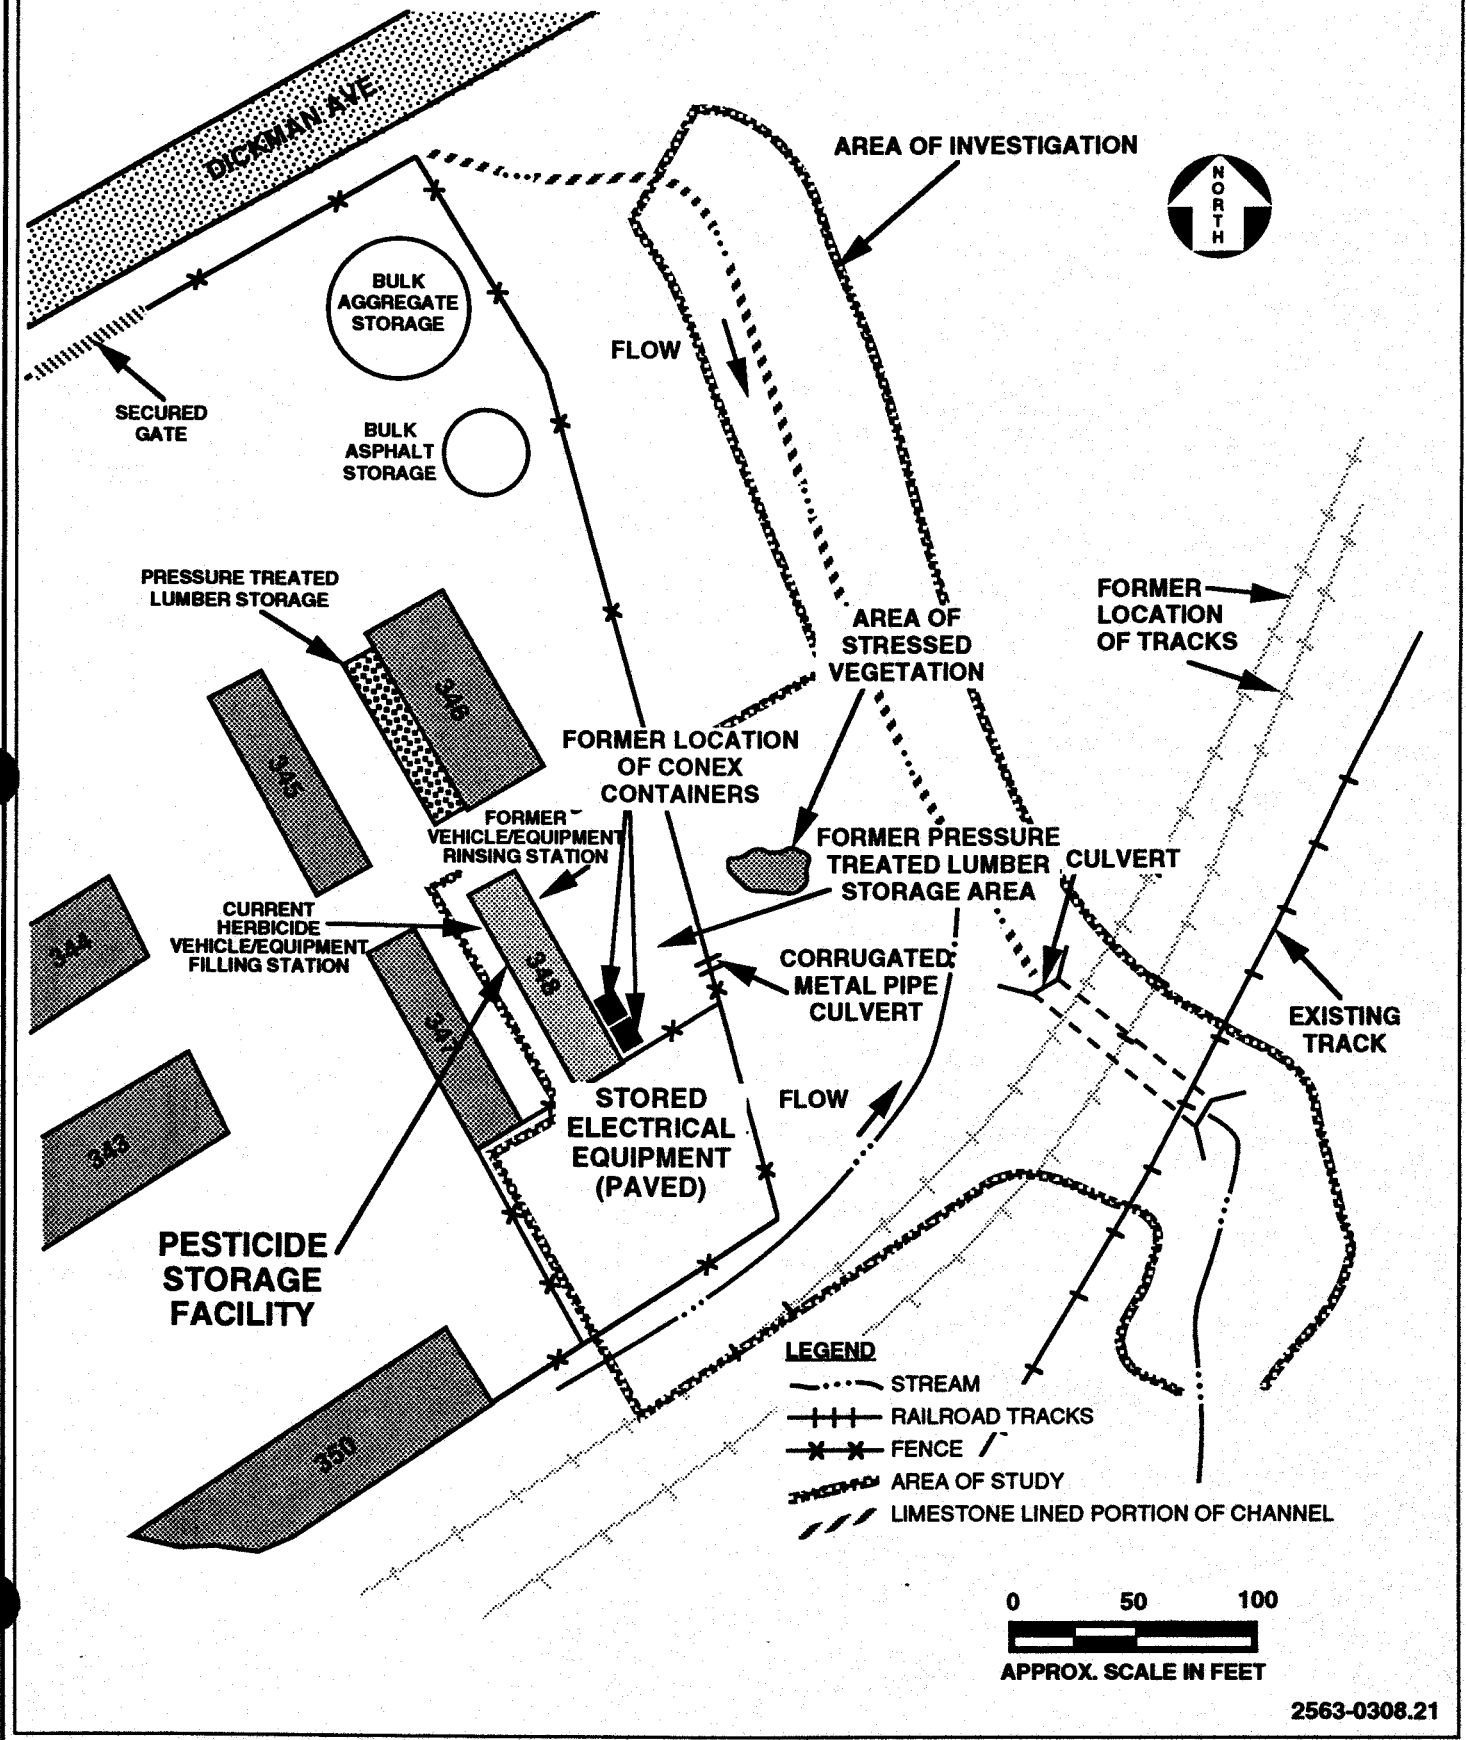 DICKMAN AVE.
AREA OF INVESTIGATION
NORTH
BULK
AGGREGATE
STORAGE
FLOW
SECURED
GATE
BULK
ASPHALT
STORAGE
PRESSURE TREATED
LUMBER STORAGE
346
345
AREA OF
STRESSED
VEGETATION
FORMER
LOCATION
OF TRACKS
FORMER LOCATION
OF CONEX
CONTAINERS
FORMER
VEHICLE/EQUIPMENT
RINSING STATION
FORMER PRESSURE
TREATED LUMBER
STORAGE AREA
CULVERT
CURRENT
HERBICIDE
VEHICLE/EQUIPMENT
FILLING STATION
344
348
347
343
CORRUGATED
METAL PIPE
CULVERT
EXISTING
TRACK
STORED
ELECTRICAL
EQUIPMENT
(PAVED)
FLOW
PESTICIDE
STORAGE
FACILITY
350
LEGEND
STREAM
RAILROAD TRACKS
FENCE
AREA OF STUDY
LIMESTONE LINED PORTION OF CHANNEL
0 50 100
APPROX. SCALE IN FEET
2563-0308.21